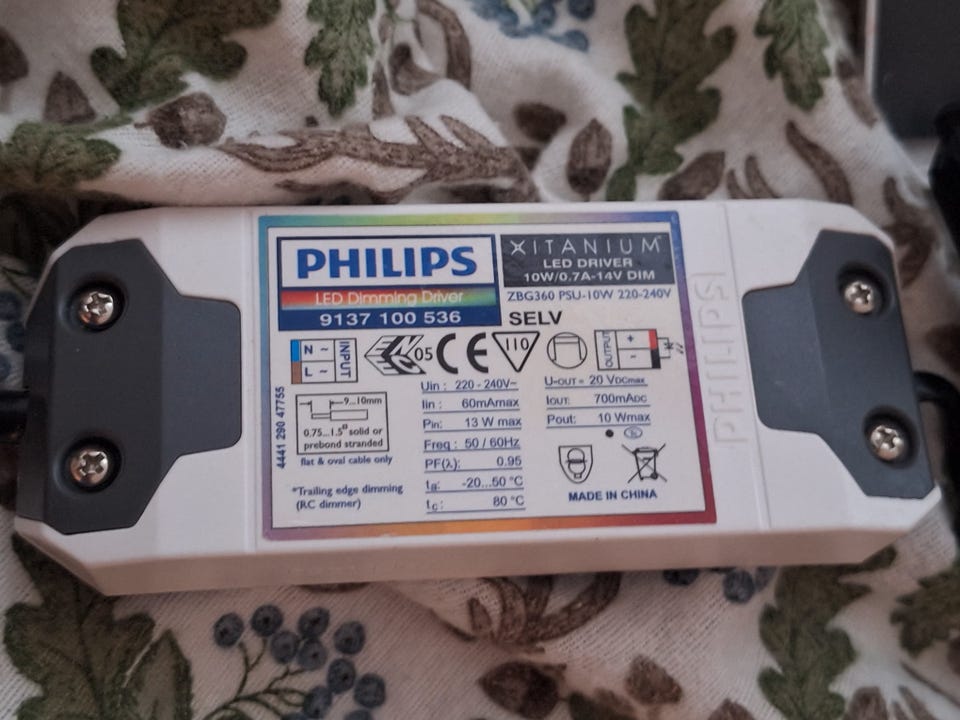 PHILIPS
LED Dimming Driver
9137 100 536
XITANIUM™
LED DRIVER
10W/0.7A-14V DIM
ZBG360 PSU-10W 220-240V
SELV
N ~
L ~
INPUT
05
CE
110
OUTPUT
+
-
4441 290 47755
9...10mm
0.75...1.5° solid or
prebond stranded
flat & oval cable only
*Trailing edge dimming
(RC dimmer)
Uin : 220 - 240V~
Iin : 60mAmax
Pin: 13 W max
Freq : 50 / 60Hz
PF(λ): 0.95
ta: -20...50 °C
tc: 80 °C
U-OUT = 20 VDCmax
IOUT: 700mADC
Pout: 10 Wmax
MADE IN CHINA
PHILIPS